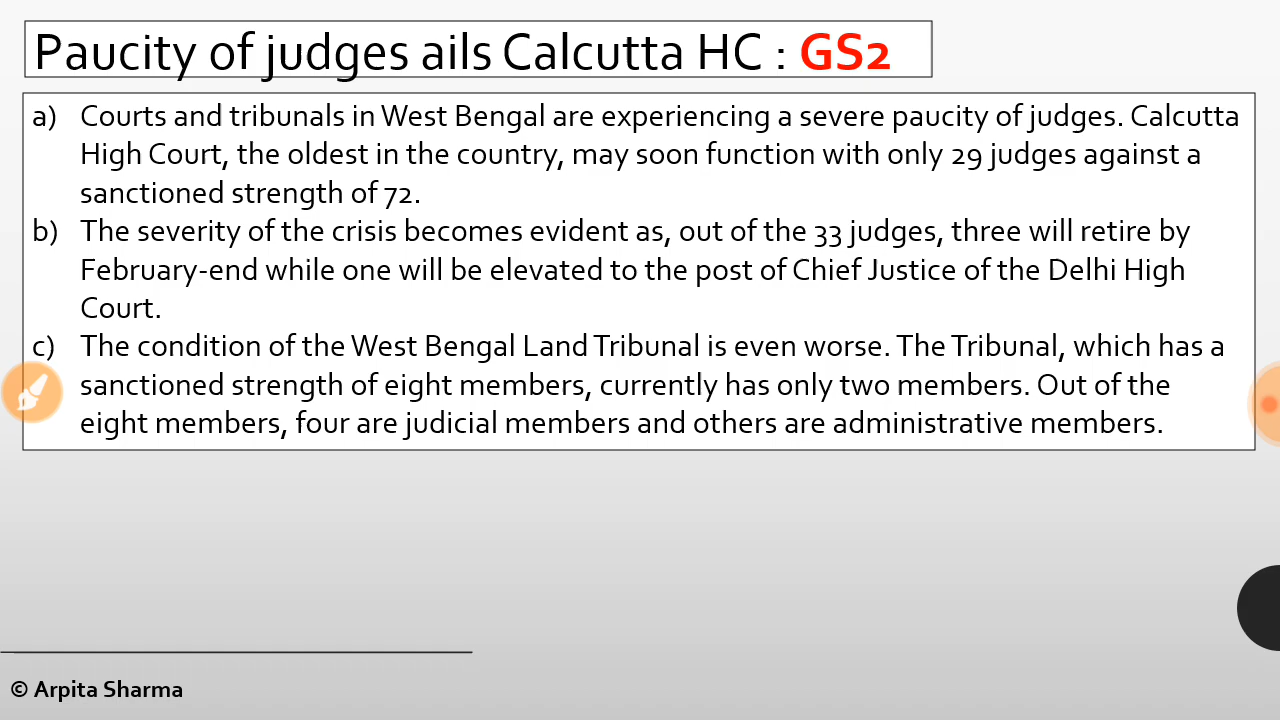 Paucity of judges ails Calcutta HC : GS2
a) Courts and tribunals in West Bengal are experiencing a severe paucity of judges. Calcutta
High Court, the oldest in the country, may soon function with only 29 judges against a
sanctioned strength of 72.
b) The severity of the crisis becomes evident as, out of the 33 judges, three will retire by
February-end while one will be elevated to the post of Chief Justice of the Delhi High
Court.
c) The condition of the West Bengal Land Tribunal is even worse. The Tribunal, which has a
sanctioned strength of eight members, currently has only two members. Out of the
eight members, four are judicial members and others are administrative members.
© Arpita Sharma